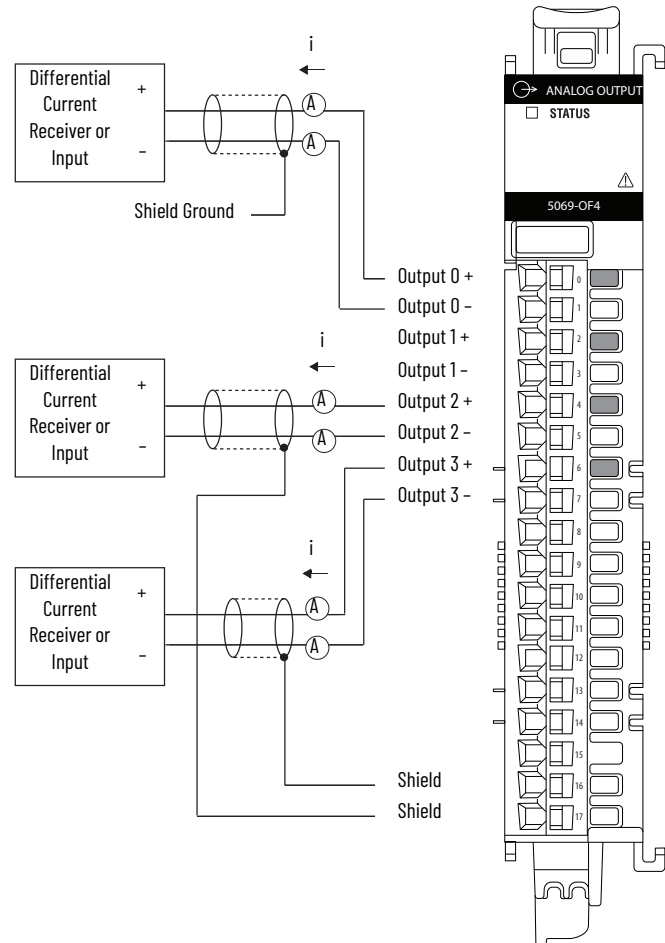 i
Differential
Current
Receiver or
Input
+
−
A
A
Shield Ground
ANALOG OUTPUT
STATUS
5069-OF4
Output 0 +
Output 0 −
Output 1 +
Output 1 −
Output 2 +
Output 2 −
Output 3 +
Output 3 −
i
Differential
Current
Receiver or
Input
+
−
A
A
i
Differential
Current
Receiver or
Input
+
−
A
A
Shield
Shield
0
1
2
3
4
5
6
7
8
9
10
11
12
13
14
15
16
17